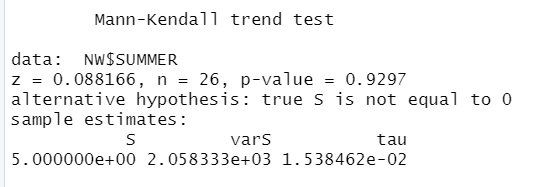 Mann-Kendall trend test
data:  NW$SUMMER
z = 0.088166, n = 26, p-value = 0.9297
alternative hypothesis: true S is not equal to 0
sample estimates:
           S         varS          tau
5.000000e+00 2.058333e+03 1.538462e-02